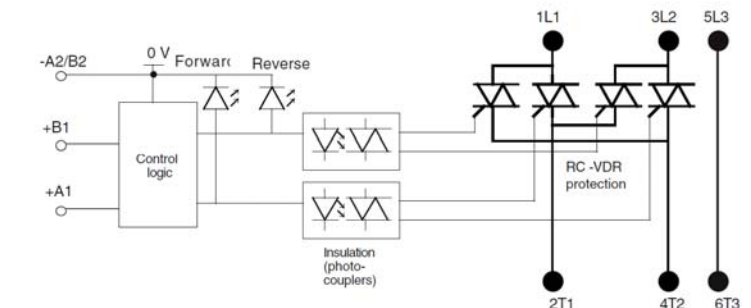 1L1
3L2
5L3
-A2/B2
0 V
Forward
Reverse
+B1
Control
logic
+A1
RC -VDR
protection
Insulation
(photo-
couplers)
2T1
4T2
6T3